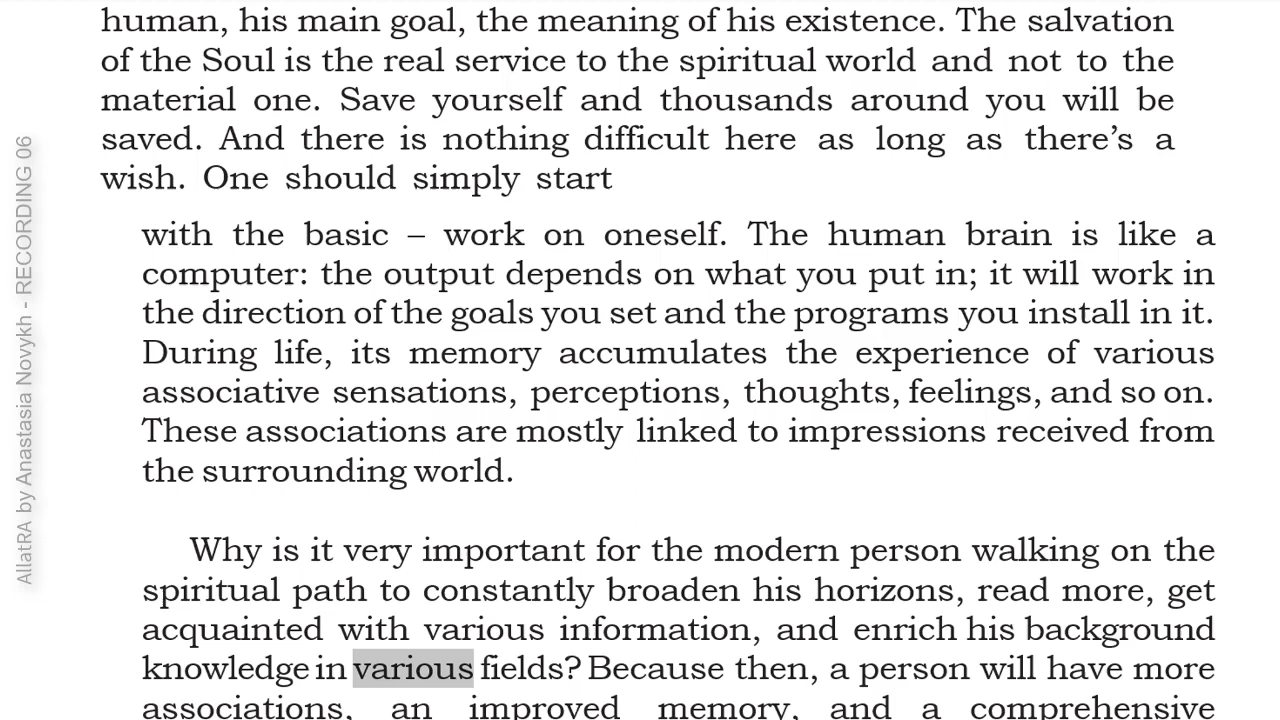 human, his main goal, the meaning of his existence. The salvation
of the Soul is the real service to the spiritual world and not to the
material one. Save yourself and thousands around you will be
saved. And there is nothing difficult here as long as there’s a
wish. One should simply start
with the basic – work on oneself. The human brain is like a
computer: the output depends on what you put in; it will work in
the direction of the goals you set and the programs you install in it.
During life, its memory accumulates the experience of various
associative sensations, perceptions, thoughts, feelings, and so on.
These associations are mostly linked to impressions received from
the surrounding world.
Why is it very important for the modern person walking on the
spiritual path to constantly broaden his horizons, read more, get
acquainted with various information, and enrich his background
knowledge in various fields? Because then, a person will have more
associations, an improved memory, and a comprehensive
AllatRA by Anastasia Novykh - RECORDING 06